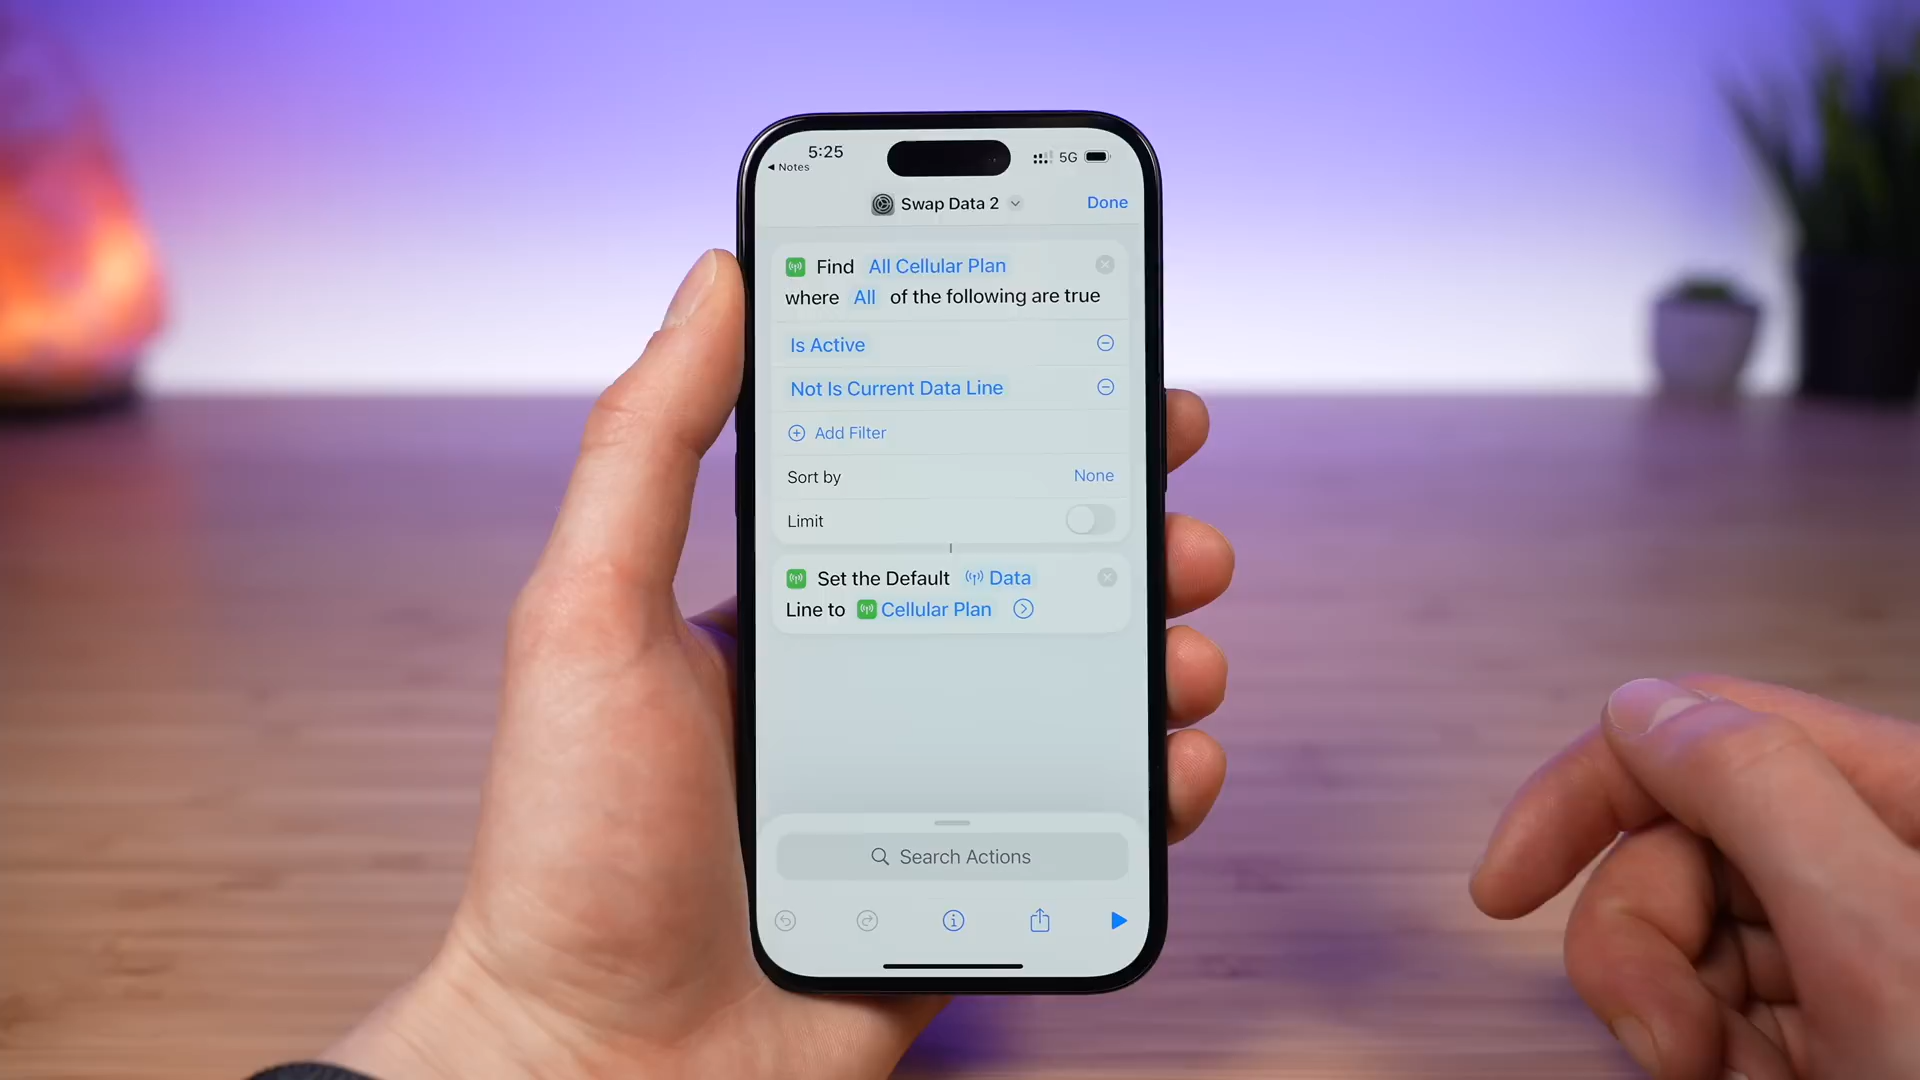 5:25
Notes
5G
Swap Data 2
Done
Find All Cellular Plan
where All of the following are true
Is Active
Not Is Current Data Line
Add Filter
Sort by None
Limit
Set the Default Data
Line to Cellular Plan
Search Actions